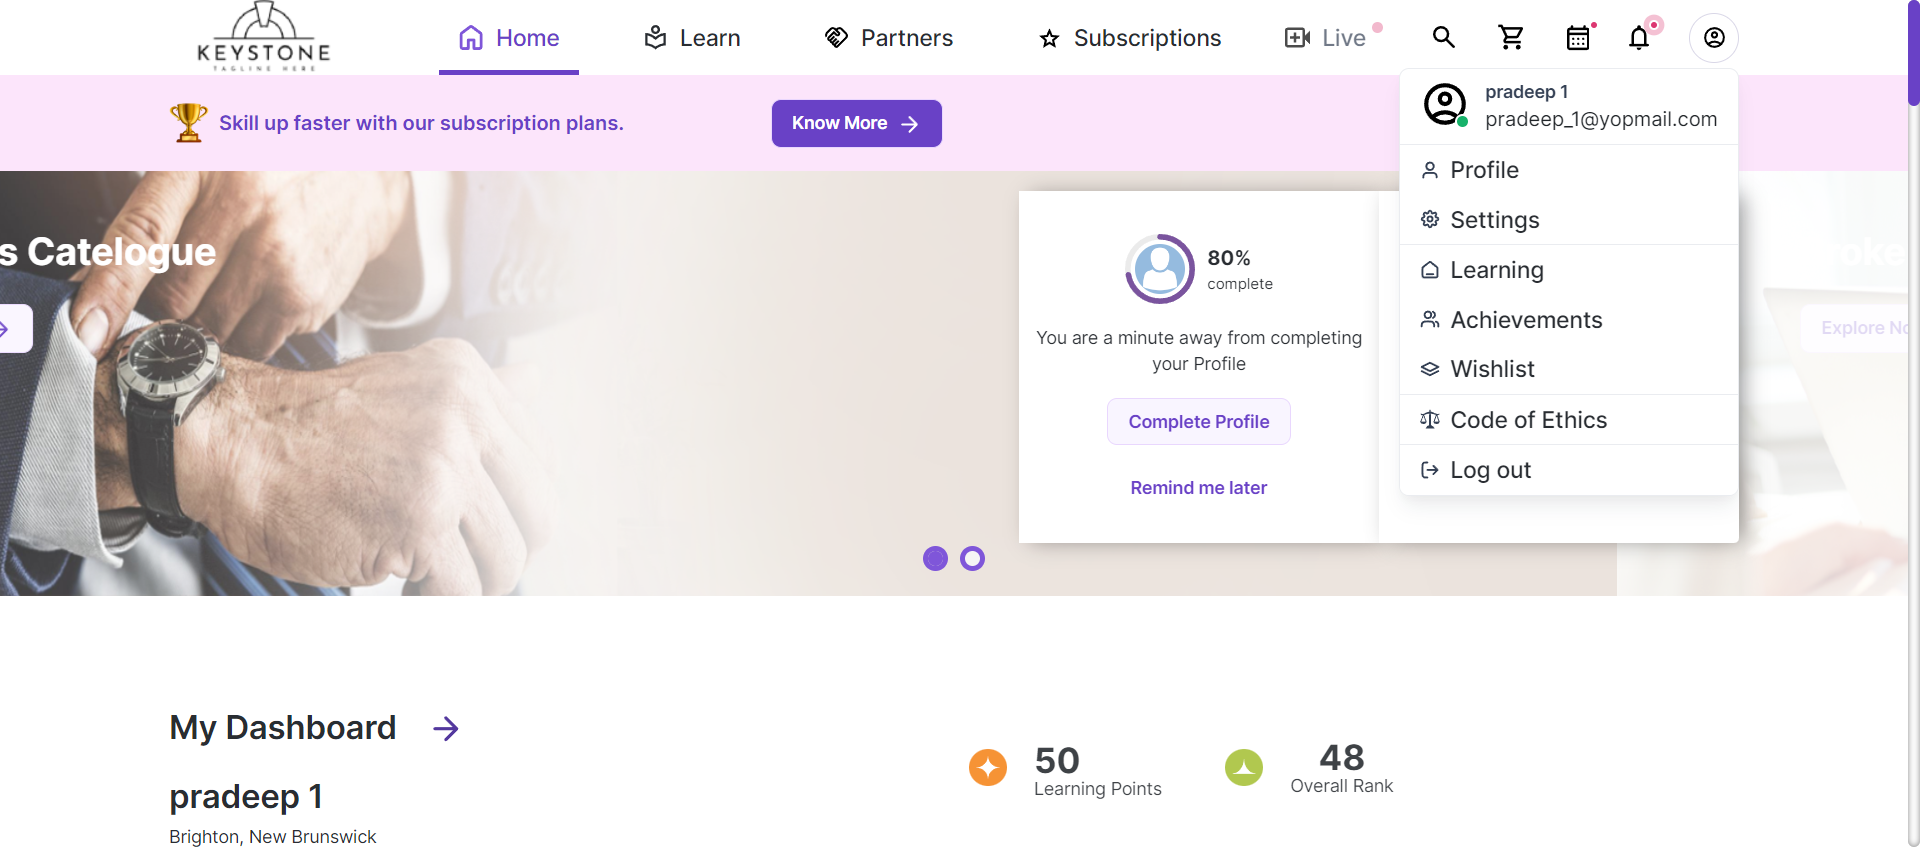 KEYSTONE
TAGLINE HERE
Home
Learn
Partners
Subscriptions
Live
Skill up faster with our subscription plans.
Know More
pradeep 1
pradeep_1@yopmail.com
Profile
Settings
Learning
Achievements
Wishlist
Code of Ethics
Log out
s Catelogue
80%
complete
You are a minute away from completing
your Profile
Complete Profile
Remind me later
roke
Explore No
My Dashboard
pradeep 1
Brighton, New Brunswick
50
Learning Points
48
Overall Rank